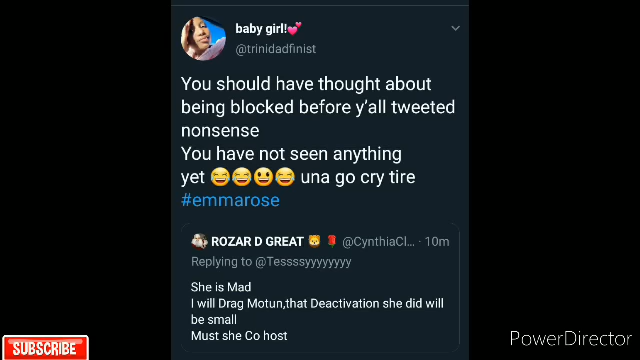 baby girl!💕
@trinidadfinist
You should have thought about
being blocked before y'all tweeted
nonsense
You have not seen anything
yet 😂😂😃😂 una go cry tire
#emmarose
ROZAR D GREAT 🦁 🌹 @CynthiaCl... · 10m
Replying to @Tessssyyyyyyyy
She is Mad
I will Drag Motun,that Deactivation she did will
be small
Must she Co host
SUBSCRIBE
PowerDirector